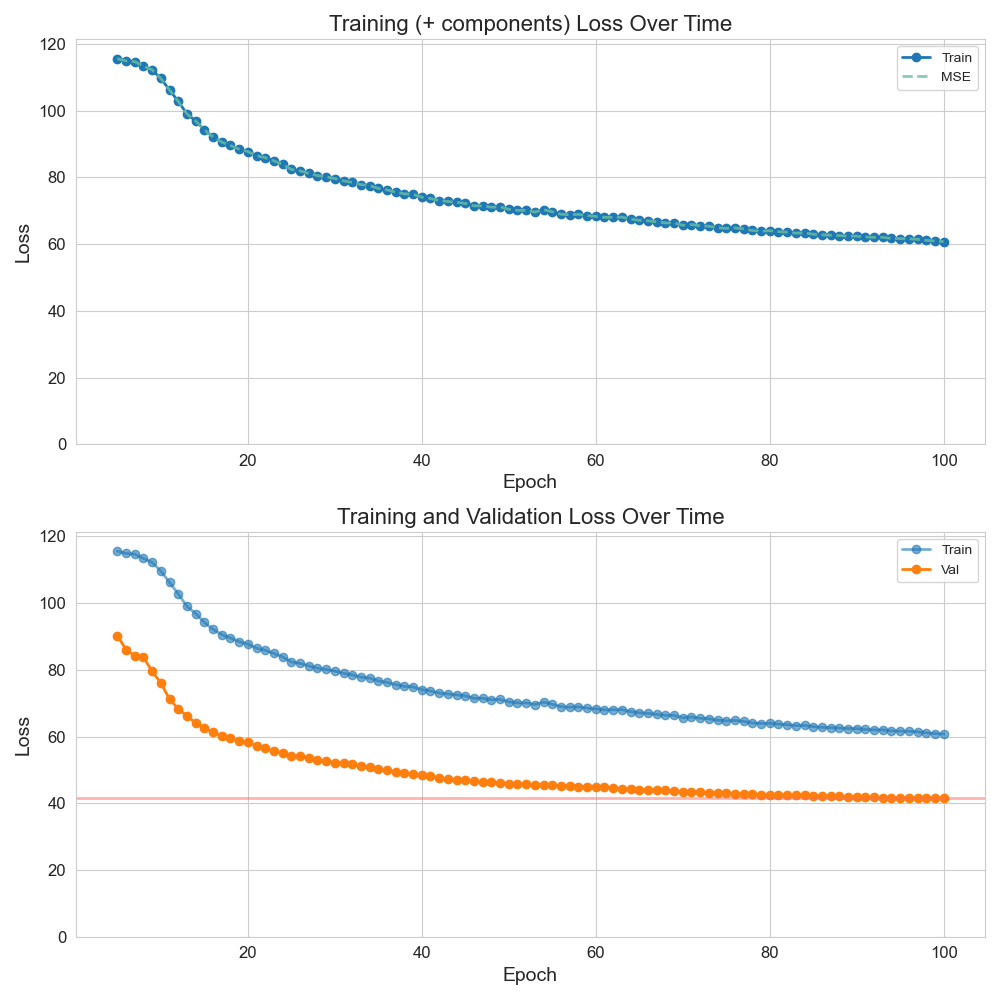 Training (+ components) Loss Over Time
120
100
80
60
40
20
0
Loss
Train
MSE
20 40 60 80 100
Epoch
Training and Validation Loss Over Time
120
100
80
60
40
20
0
Loss
Train
Val
20 40 60 80 100
Epoch